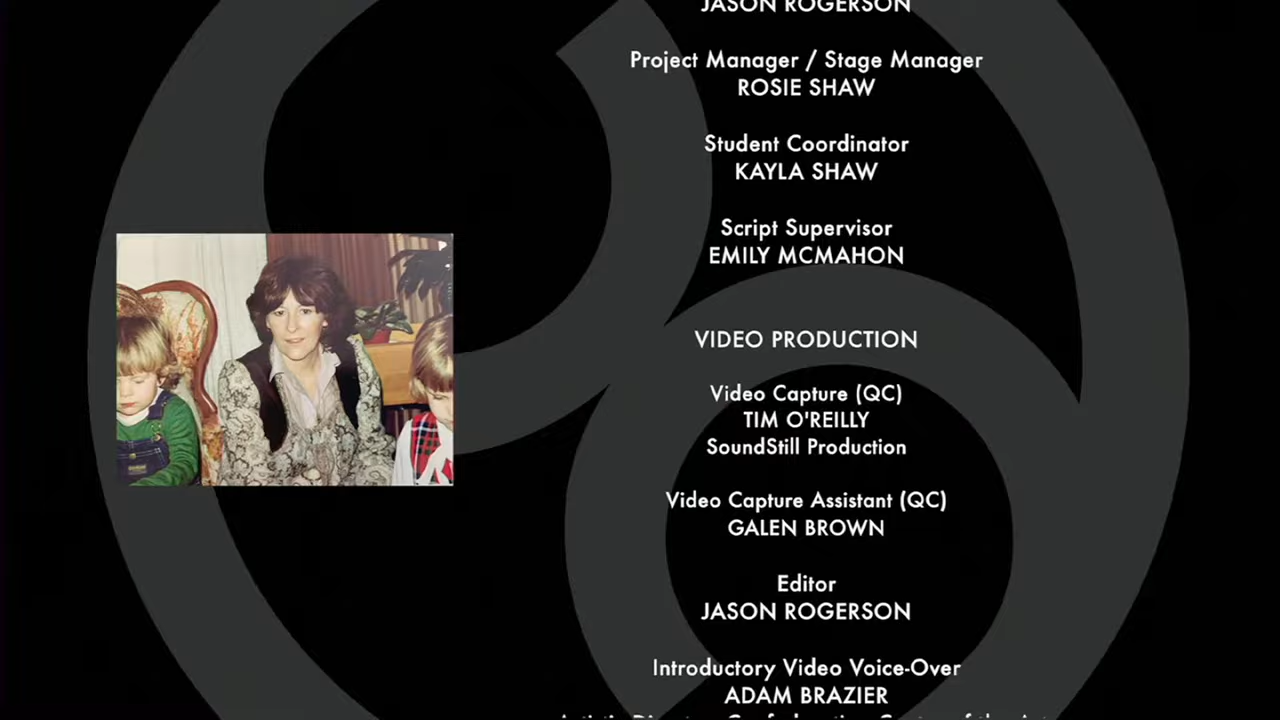 JASON ROGERSON
Project Manager / Stage Manager
ROSIE SHAW
Student Coordinator
KAYLA SHAW
Script Supervisor
EMILY MCMAHON
VIDEO PRODUCTION
Video Capture (QC)
TIM O'REILLY
SoundStill Production
Video Capture Assistant (QC)
GALEN BROWN
Editor
JASON ROGERSON
Introductory Video Voice-Over
ADAM BRAZIER